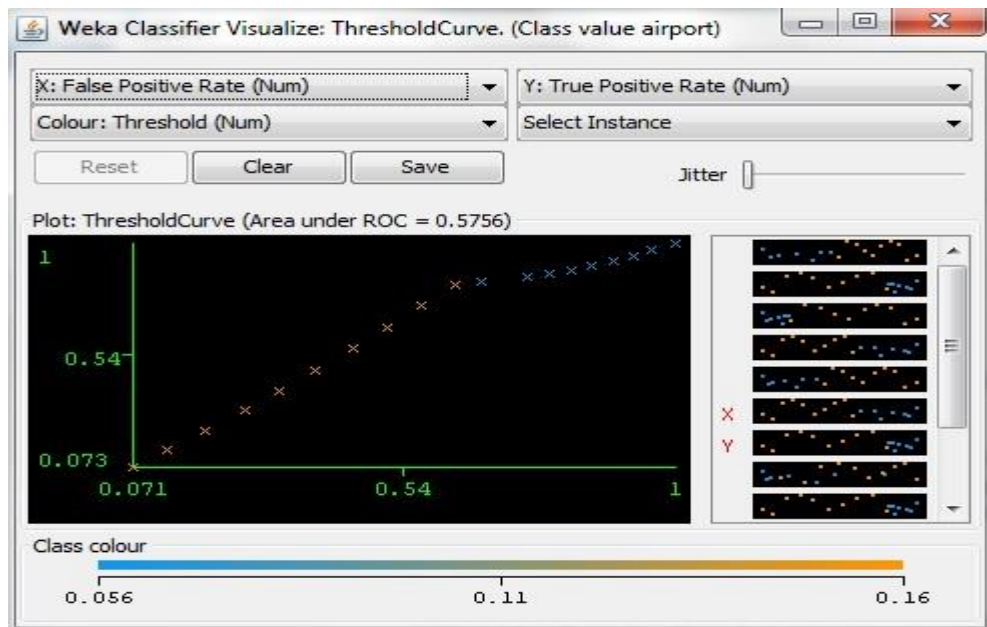 Weka Classifier Visualize: ThresholdCurve. (Class value airport)
X: False Positive Rate (Num)
Y: True Positive Rate (Num)
Colour: Threshold (Num)
Select Instance
Reset
Clear
Save
Jitter
Plot: ThresholdCurve (Area under ROC = 0.5756)
1
0.54
0.073
0.071
0.54
1
X
Y
Class colour
0.056
0.11
0.16